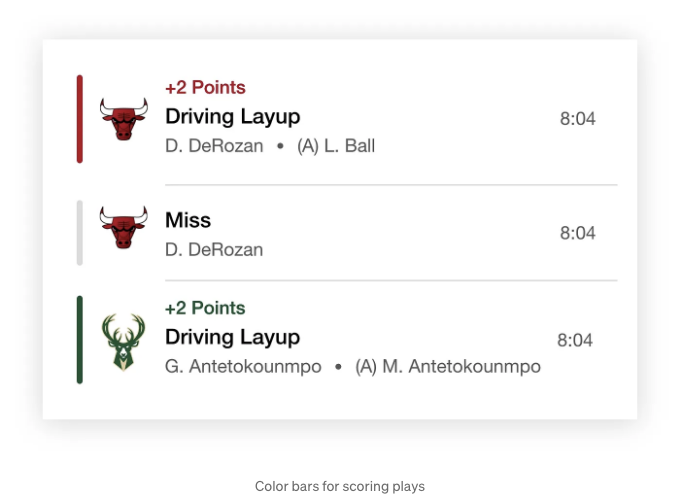 +2 Points
Driving Layup
8:04
D. DeRozan • (A) L. Ball
Miss
8:04
D. DeRozan
+2 Points
Driving Layup
8:04
G. Antetokounmpo • (A) M. Antetokounmpo
Color bars for scoring plays